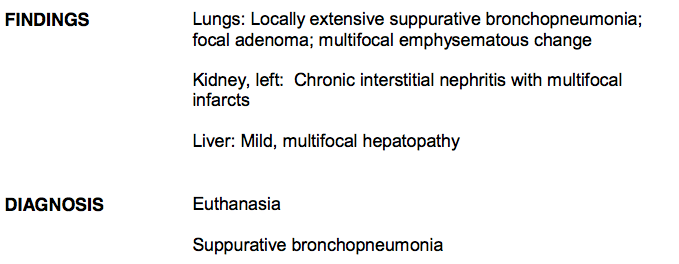 FINDINGS Lungs: Locally extensive suppurative bronchopneumonia;
focal adenoma; multifocal emphysematous change
Kidney, left:  Chronic interstitial nephritis with multifocal
infarcts
Liver: Mild, multifocal hepatopathy
DIAGNOSIS Euthanasia
Suppurative bronchopneumonia